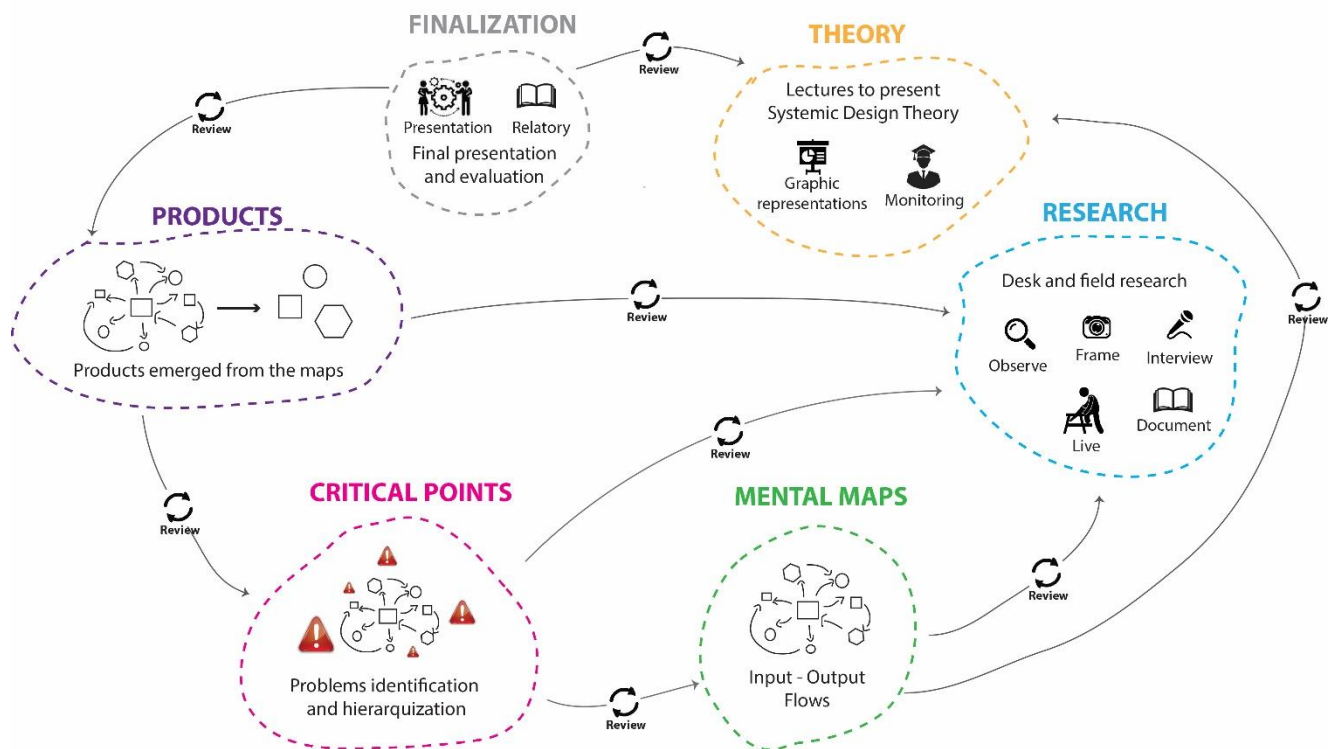 FINALIZATION
Presentation
Relatory
Final presentation
and evaluation
Review
THEORY
Lectures to present
Systemic Design Theory
Graphic
representations
Monitoring
Review
PRODUCTS
Products emerged from the maps
Review
RESEARCH
Desk and field research
Observe
Frame
Interview
Live
Document
Review
Review
Review
CRITICAL POINTS
Problems identification
and hierarquization
Review
MENTAL MAPS
Input - Output
Flows
Review